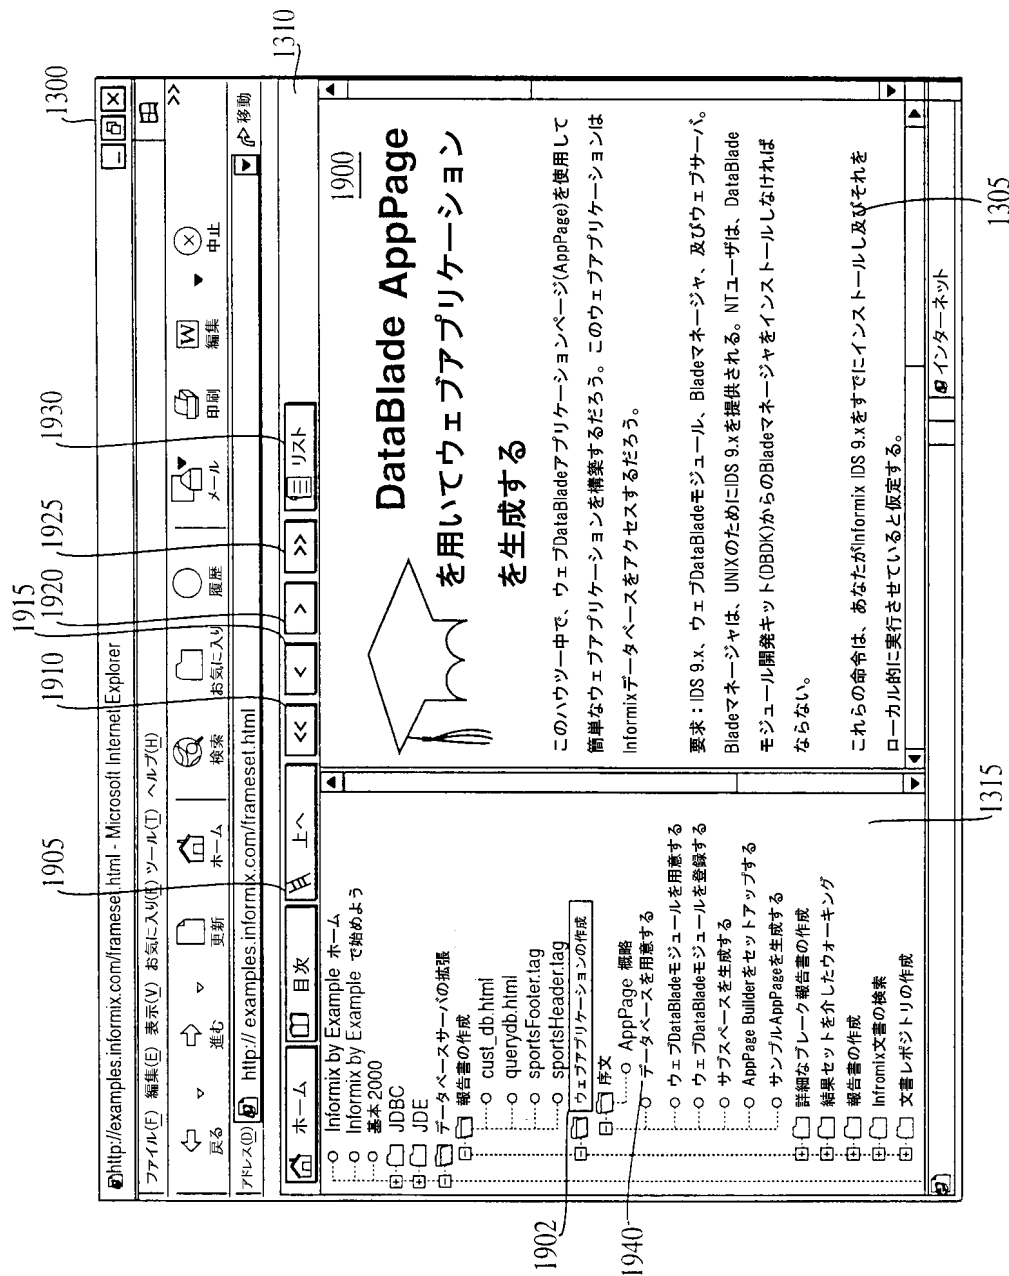 1300
http://examples.informix.com/frameset.html - Microsoft Internet Explorer
ファイル(F) 編集(E) 表示(V) お気に入り(R) ツール(T) ヘルプ(H)
戻る 進む 更新 ホーム 検索 お気に入り 履歴 メール 印刷 編集 中止
アドレス(D) http:// examples.informix.com/frameset.html 移動
1905
1910
1915
1920
1925
1930
1310
ホーム 目次 上へ << < > >> リスト
Informix by Example ホーム
Informix by Example で始めよう
基本 2000
JDBC
JDE
データベースサーバの拡張
報告書の作成
cust_db.html
querydb.html
sportsFooter.tag
sportsHeader.tag
ウェブアプリケーションの作成
序文
AppPage 概略
データベースを用意する
ウェブDataBladeモジュールを用意する
ウェブDataBladeモジュールを登録する
サブスペースを生成する
AppPage Builderをセットアップする
サンプルAppPageを生成する
詳細なブレーク報告書の作成
結果セットを介したウォーキング
報告書の作成
Infromix文書の検索
文書レポジトリの作成
1902
1940
1315
1900
DataBlade AppPage
を用いてウェブアプリケーション
を生成する
このハウツー中で、ウェブDataBladeアプリケーションページ(AppPage)を使用して
簡単なウェブアプリケーションを構築するだろう。このウェブアプリケーションは
Informixデータベースをアクセスするだろう。
要求：IDS 9.x、ウェブDataBladeモジュール、Bladeマネージャ、及びウェブサーバ。
Bladeマネージャは、UNIXのためにIDS 9.xを提供される。NTユーザは、DataBlade
モジュール開発キット(DBDK)からのBladeマネージャをインストールしなければ
ならない。
これらの命令は、あなたがInformix IDS 9.xをすでにインストールし及びそれを
ローカル的に実行させていると仮定する。
インターネット
1305